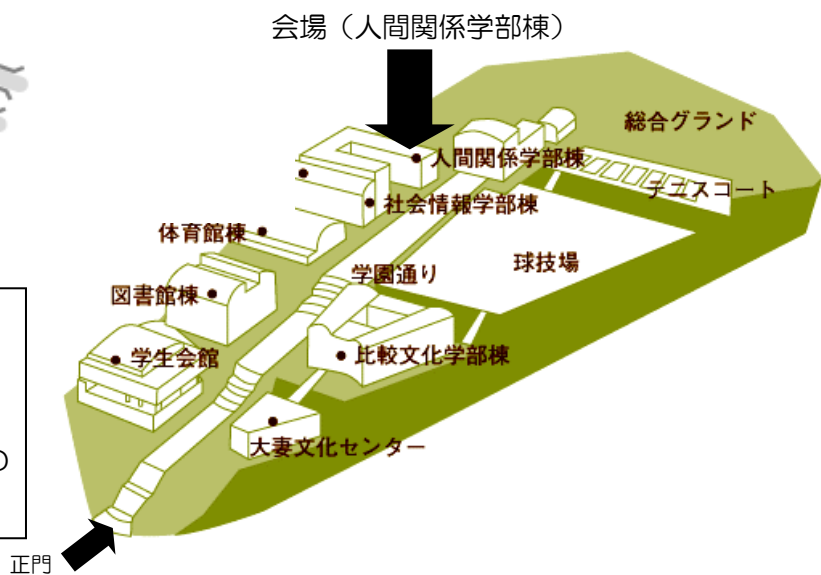 会場（人間関係学部棟）
総合グランド
人間関係学部棟
テニスコート
社会情報学部棟
体育館棟
学園通り
球技場
図書館棟
学生会館
比較文化学部棟
大妻文化センター
正門